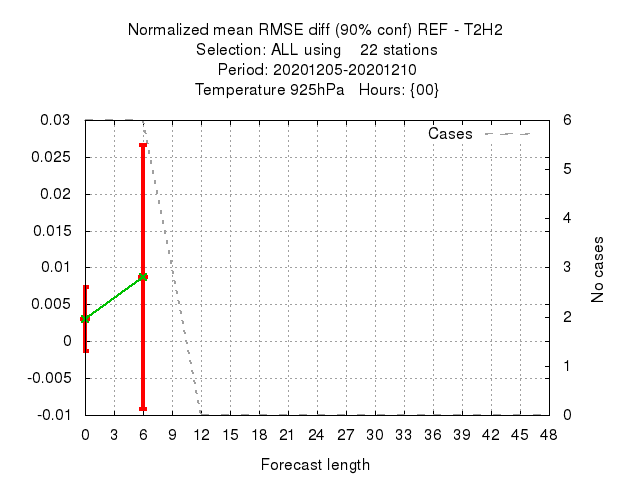 Normalized mean RMSE diff (90% conf) REF - T2H2
Selection: ALL using 22 stations
Period: 20201205-20201210
Temperature 925hPa Hours: {00}
0.03
0.025
0.02
0.015
0.01
0.005
0
-0.005
-0.01
Cases
6
5
4
3
2
1
0
No cases
0 3 6 9 12 15 18 21 24 27 30 33 36 39 42 45 48
Forecast length